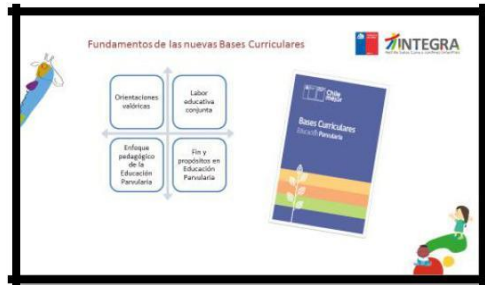 Fundamentos de las nuevas Bases Curriculares
INTEGRA
Orientaciones
valóricas
Labor
educativa
conjunta
Enfoque
pedagógico
de la
Educación
Parvularia
Fin y
propósitos en
Educación
Parvularia
Chile
mejor
Bases Curriculares
Educación Parvularia